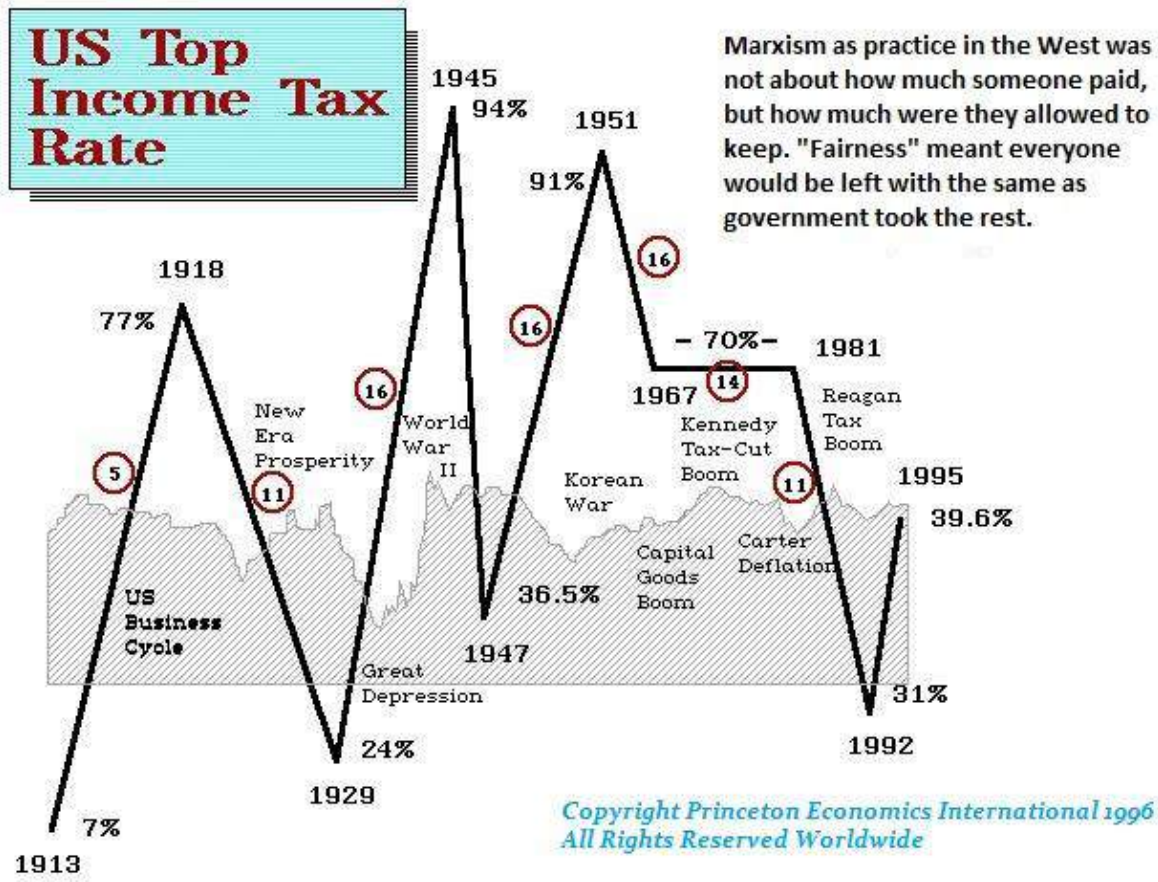 US Top
Income Tax
Rate
Marxism as practice in the West was
not about how much someone paid,
but how much were they allowed to
keep. "Fairness" meant everyone
would be left with the same as
government took the rest.
1945
94%
1951
91%
1918
77%
16
16
- 70% -
1981
14
1967
16
Reagan
Tax
Boom
New
Era
Prosperity
World
War
II
Kennedy
Tax-Cut
Boom
5
11
Korean
War
11
1995
39.6%
Capital
Goods
Boom
Carter
Deflation
US
Business
Cycle
36.5%
1947
Great
Depression
31%
24%
1992
1929
7%
1913
Copyright Princeton Economics International 1996
All Rights Reserved Worldwide